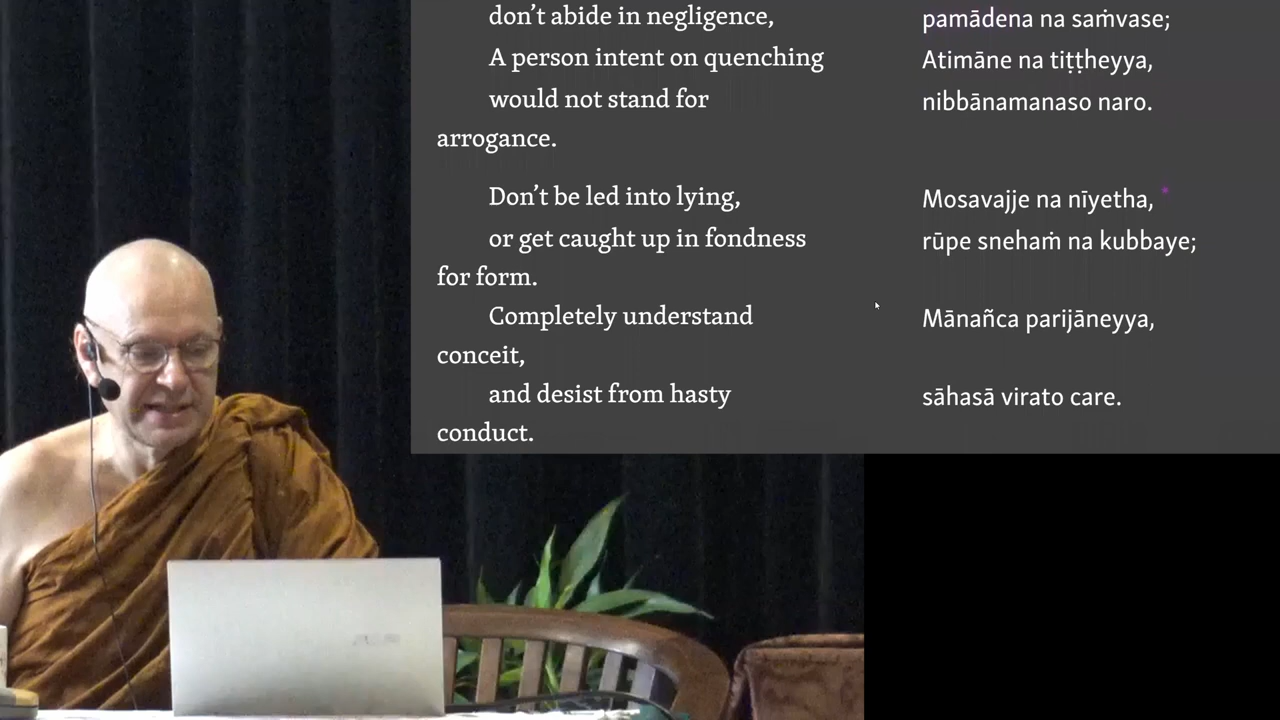 don’t abide in negligence,
A person intent on quenching
would not stand for
arrogance.
Don’t be led into lying,
or get caught up in fondness
for form.
Completely understand
conceit,
and desist from hasty
conduct.
pamādena na saṁvase;
Atimāne na tiṭṭheyya,
nibbānamanaso naro.
Mosavajje na nīyetha,
rūpe snehaṁ na kubbaye;
Mānañca parijāneyya,
sāhasā virato care.